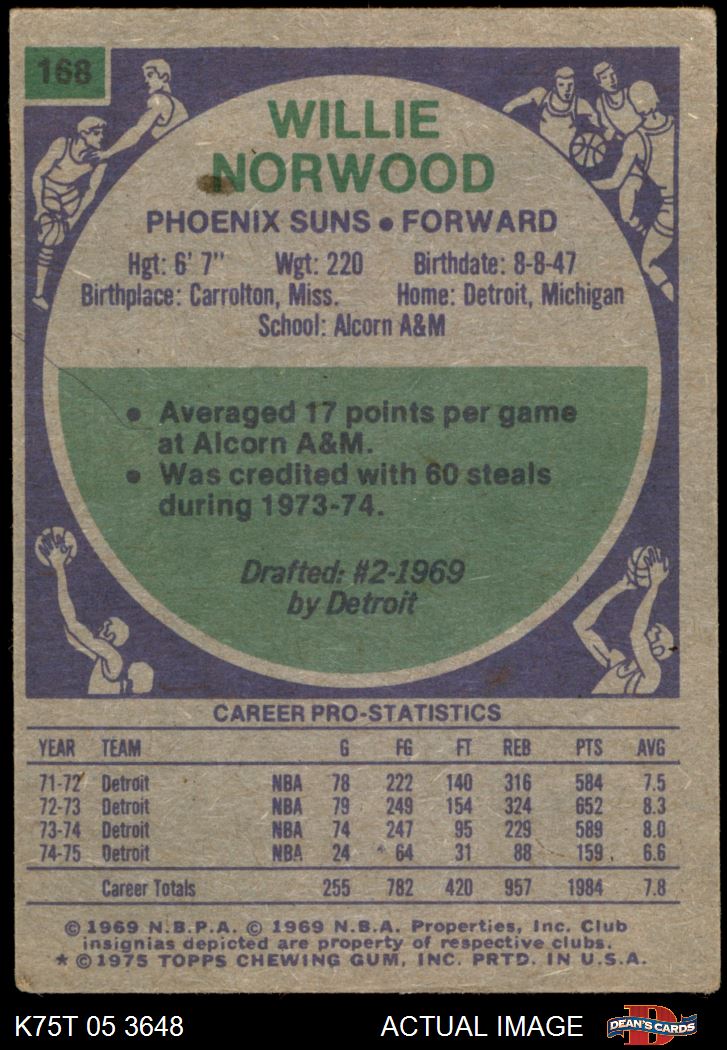 168
WILLIE
NORWOOD
PHOENIX SUNS • FORWARD
Hgt: 6' 7" Wgt: 220 Birthdate: 8-8-47
Birthplace: Carrolton, Miss. Home: Detroit, Michigan
School: Alcorn A&M
• Averaged 17 points per game
at Alcorn A&M.
• Was credited with 60 steals
during 1973-74.
Drafted: #2-1969
by Detroit
CAREER PRO-STATISTICS
YEAR TEAM G FG FT REB PTS AVG
71-72 Detroit NBA 78 222 140 316 584 7.5
72-73 Detroit NBA 79 249 154 324 652 8.3
73-74 Detroit NBA 74 247 95 229 589 8.0
74-75 Detroit NBA 24 64 31 88 159 6.6
Career Totals 255 782 420 957 1984 7.8
© 1969 N.B.P.A. © 1969 N.B.A. Properties, Inc. Club
insignias depicted are property of respective clubs.
* © 1975 TOPPS CHEWING GUM, INC. PRTD. IN U.S.A.
K75T 05 3648 ACTUAL IMAGE D DEAN'S CARDS